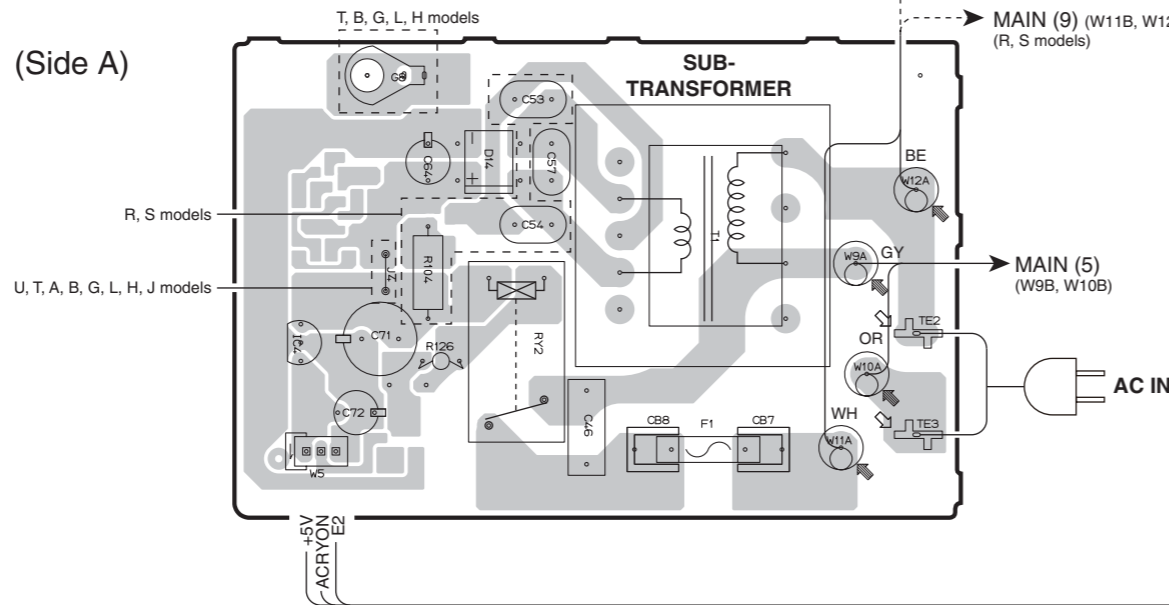 T, B, G, L, H models
MAIN (9) (W11B, W12
(R, S models)
(Side A)
SUB-
TRANSFORMER
C53
D14
C64
C57
BE
W12A
R, S models
C54
T1
J4
R104
W9A
GY
MAIN (5)
(W9B, W10B)
U, T, A, B, G, L, H, J models
TE2
C71
RY2
OR
IC4
R126
W10A
AC IN
C72
C46
WH
CB8
F1
CB7
TE3
W11A
W5
+5V
ACRYON
E2